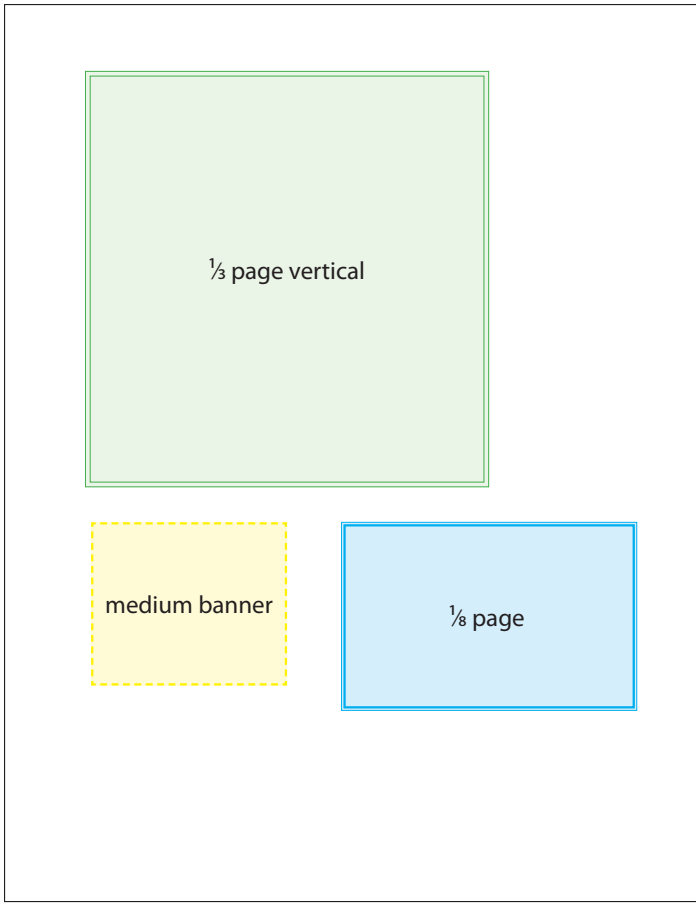 ⅓ page vertical
medium banner
⅛ page